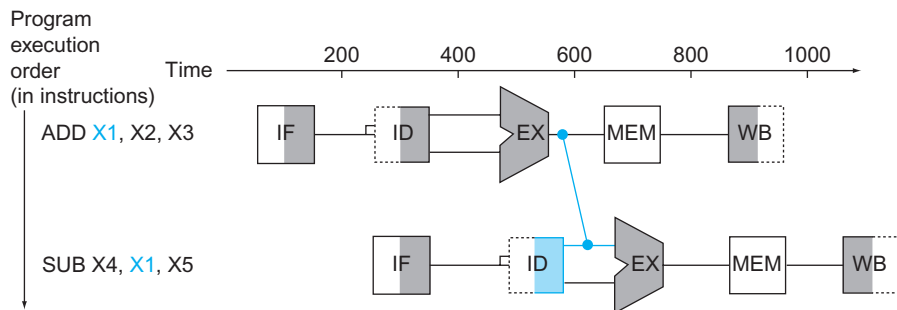 Program
execution
order
(in instructions)
Time
200 400 600 800 1000
ADD X1, X2, X3
IF ID EX MEM WB
SUB X4, X1, X5
IF ID EX MEM WB